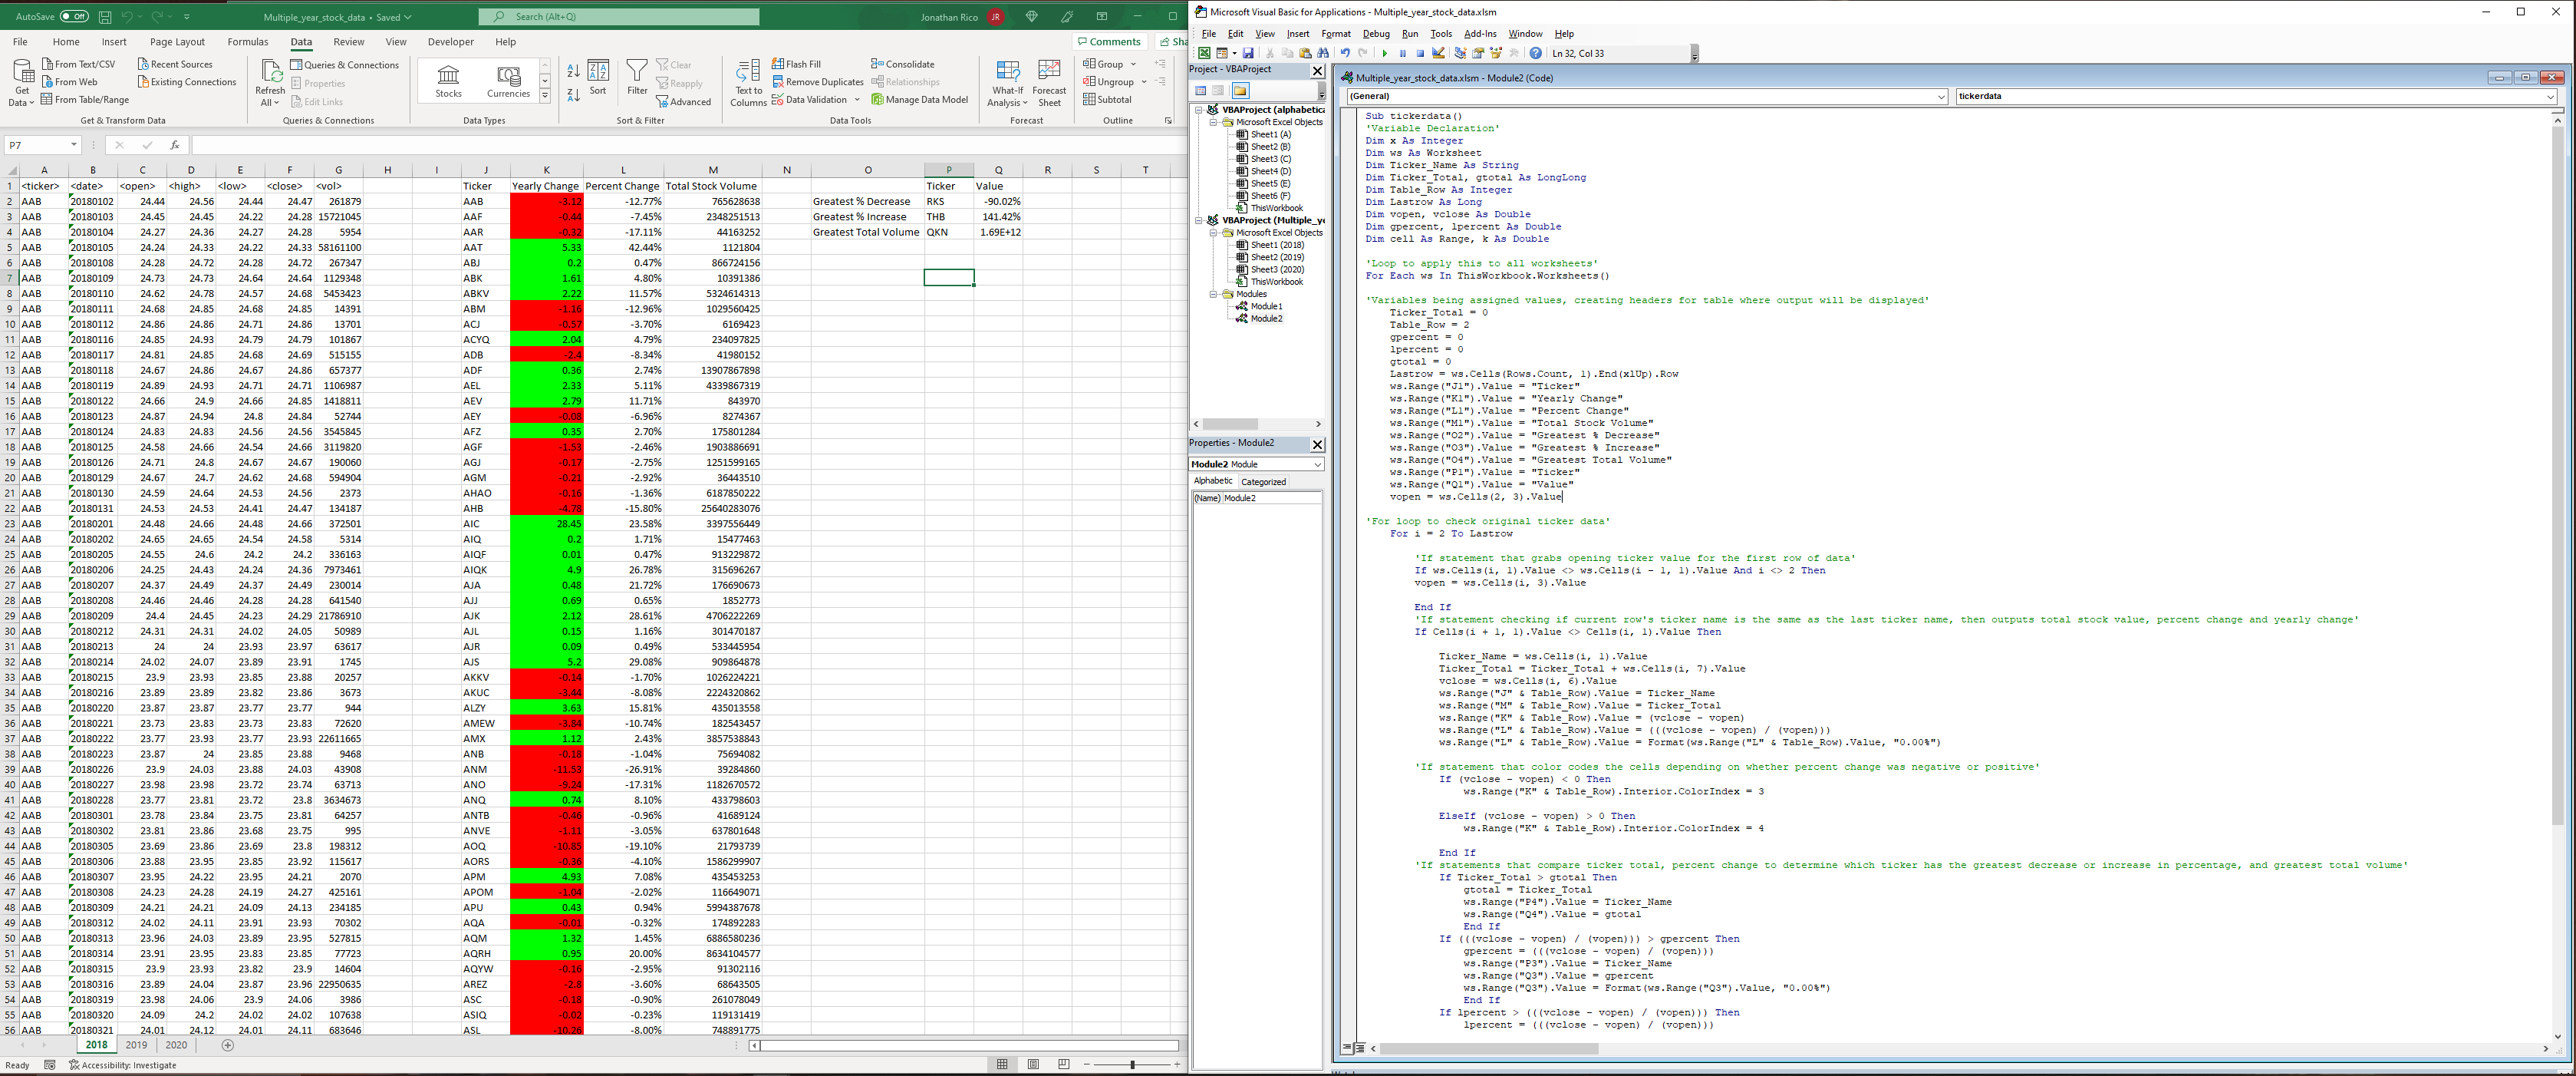 AutoSave Off Multiple_year_stock_data • Saved Search (Alt+Q) Jonathan Rico JR
File Home Insert Page Layout Formulas Data Review View Developer Help Comments Sha
Get Data From Text/CSV Recent Sources Refresh All Queries & Connections Stocks Currencies Sort Filter Clear Text to Columns Flash Fill Consolidate What-If Analysis Forecast Sheet Group
From Web Existing Connections Properties Reapply Remove Duplicates Relationships Ungroup
From Table/Range Edit Links Advanced Data Validation Manage Data Model Subtotal
Get & Transform Data Queries & Connections Data Types Sort & Filter Data Tools Forecast Outline
P7 fx
A B C D E F G H I J K L M N O P Q R S T
1 <ticker> <date> <open> <high> <low> <close> <vol> Ticker Yearly Change Percent Change Total Stock Volume Ticker Value
2 AAB 20180102 24.44 24.56 24.44 24.47 261879 AAB -3.12 -12.77% 765628638 Greatest % Decrease RKS -90.02%
3 AAB 20180103 24.45 24.45 24.22 24.28 15721045 AAF -0.44 -7.45% 2348251513 Greatest % Increase THB 141.42%
4 AAB 20180104 24.27 24.36 24.27 24.28 5954 AAR -0.32 -17.11% 44163252 Greatest Total Volume QKN 1.69E+12
5 AAB 20180105 24.24 24.33 24.22 24.33 58161100 AAT 5.33 42.44% 1121804
6 AAB 20180108 24.28 24.72 24.28 24.72 267347 ABJ 0.2 0.47% 866724156
7 AAB 20180109 24.73 24.73 24.64 24.64 1129348 ABK 1.61 4.80% 10391386
8 AAB 20180110 24.62 24.78 24.57 24.68 5453423 ABKV 2.22 11.57% 5324614313
9 AAB 20180111 24.68 24.85 24.68 24.85 14391 ABM -1.16 -12.96% 1029560425
10 AAB 20180112 24.86 24.86 24.71 24.86 13701 ACJ -0.57 -3.70% 6169423
11 AAB 20180116 24.85 24.93 24.79 24.79 101867 ACYQ 2.04 4.79% 234097825
12 AAB 20180117 24.81 24.85 24.68 24.69 515155 ADB -2.4 -8.34% 41980152
13 AAB 20180118 24.67 24.86 24.67 24.86 657377 ADF 0.36 2.74% 13907867898
14 AAB 20180119 24.89 24.93 24.71 24.71 1106987 AEL 2.33 5.11% 4339867319
15 AAB 20180122 24.66 24.9 24.66 24.85 1418811 AEV 2.79 11.71% 843970
16 AAB 20180123 24.87 24.94 24.8 24.84 52744 AEY -0.08 -6.96% 8274367
17 AAB 20180124 24.83 24.83 24.56 24.56 3545845 AFZ 0.35 2.70% 175801284
18 AAB 20180125 24.58 24.66 24.54 24.66 3119820 AGF -1.53 -2.46% 1903886691
19 AAB 20180126 24.71 24.8 24.67 24.67 190060 AGJ -0.17 -2.75% 1251599165
20 AAB 20180129 24.67 24.7 24.62 24.68 594904 AGM -0.21 -2.92% 36443510
21 AAB 20180130 24.59 24.64 24.53 24.56 2373 AHAO -0.16 -1.36% 6187850222
22 AAB 20180131 24.53 24.53 24.41 24.47 134187 AHB -4.78 -15.80% 25640283076
23 AAB 20180201 24.48 24.66 24.48 24.66 372501 AIC 28.45 23.58% 3397556449
24 AAB 20180202 24.65 24.65 24.54 24.58 5314 AIQ 0.2 1.71% 15477463
25 AAB 20180205 24.55 24.6 24.2 24.2 336163 AIQF 0.01 0.47% 913229872
26 AAB 20180206 24.25 24.43 24.24 24.36 7973461 AIQK 4.9 26.78% 315696267
27 AAB 20180207 24.37 24.49 24.37 24.49 230014 AJA 0.48 21.72% 176690673
28 AAB 20180208 24.46 24.46 24.28 24.28 641540 AJJ 0.69 0.65% 1852773
29 AAB 20180209 24.4 24.45 24.23 24.29 21786910 AJK 2.12 28.61% 4706222269
30 AAB 20180212 24.31 24.31 24.02 24.05 50989 AJL 0.15 1.16% 301470187
31 AAB 20180213 24 24 23.93 23.97 63617 AJR 0.09 0.49% 533445954
32 AAB 20180214 24.02 24.07 23.89 23.91 1745 AJS 5.2 29.08% 909864878
33 AAB 20180215 23.9 23.93 23.85 23.88 20257 AKKV -0.14 -1.70% 1026224221
34 AAB 20180216 23.89 23.89 23.82 23.86 3673 AKUC -3.44 -8.08% 2224320862
35 AAB 20180220 23.87 23.87 23.77 23.77 944 ALZY 3.63 15.81% 435013558
36 AAB 20180221 23.73 23.83 23.73 23.83 72620 AMEW -3.84 -10.74% 182543457
37 AAB 20180222 23.77 23.93 23.77 23.93 22611665 AMX 1.12 2.43% 3857538843
38 AAB 20180223 23.87 24 23.85 23.88 9468 ANB -0.18 -1.04% 75694082
39 AAB 20180226 23.9 24.03 23.88 24.03 43908 ANM -11.53 -26.91% 39284860
40 AAB 20180227 23.98 23.98 23.72 23.74 63713 ANO -9.24 -17.31% 1182670572
41 AAB 20180228 23.77 23.81 23.72 23.8 3634673 ANQ 0.74 8.10% 433798603
42 AAB 20180301 23.78 23.84 23.75 23.81 64257 ANTB -0.46 -0.96% 41689124
43 AAB 20180302 23.81 23.86 23.68 23.75 995 ANVE -1.11 -3.05% 637801648
44 AAB 20180305 23.69 23.86 23.69 23.8 198312 AOQ -10.85 -19.10% 21793739
45 AAB 20180306 23.88 23.95 23.85 23.92 115617 AORS -0.36 -4.10% 1586299907
46 AAB 20180307 23.95 24.22 23.95 24.21 2070 APM 4.93 7.08% 435453253
47 AAB 20180308 24.23 24.28 24.19 24.27 425161 APOM -1.04 -2.02% 116649071
48 AAB 20180309 24.21 24.21 24.09 24.13 234185 APU 0.43 0.94% 5994387678
49 AAB 20180312 24.02 24.11 23.91 23.93 70302 AQA -0.01 -0.32% 174892283
50 AAB 20180313 23.96 24.03 23.89 23.95 527815 AQM 1.32 1.45% 6886580236
51 AAB 20180314 23.91 23.95 23.83 23.85 77723 AQRH 0.95 20.00% 8634104577
52 AAB 20180315 23.9 23.93 23.82 23.9 14604 AQYW -0.16 -2.95% 91302116
53 AAB 20180316 23.89 24.04 23.87 23.96 22950635 AREZ -2.8 -3.60% 68643505
54 AAB 20180319 23.98 24.06 23.9 24.06 3986 ASC -0.18 -0.90% 261078049
55 AAB 20180320 24.09 24.2 24.02 24.02 107638 ASIQ -0.02 -0.23% 119131419
56 AAB 20180321 24.01 24.12 24.01 24.11 683646 ASL -10.26 -8.00% 748891775
2018 2019 2020
Ready Accessibility: Investigate
Microsoft Visual Basic for Applications - Multiple_year_stock_data.xlsm
File Edit View Insert Format Debug Run Tools Add-Ins Window Help
Ln 32, Col 33
Project - VBAProject
VBAProject (alphabetica
Microsoft Excel Objects
Sheet1 (A)
Sheet2 (B)
Sheet3 (C)
Sheet4 (D)
Sheet5 (E)
Sheet6 (F)
ThisWorkbook
VBAProject (Multiple_ye
Microsoft Excel Objects
Sheet1 (2018)
Sheet2 (2019)
Sheet3 (2020)
ThisWorkbook
Modules
Module1
Module2
Properties - Module2
Module2 Module
Alphabetic Categorized
(Name) Module2
Multiple_year_stock_data.xlsm - Module2 (Code)
(General) tickerdata
Sub tickerdata()
'Variable Declaration'
Dim x As Integer
Dim ws As Worksheet
Dim Ticker_Name As String
Dim Ticker_Total, gtotal As LongLong
Dim Table_Row As Integer
Dim Lastrow As Long
Dim vopen, vclose As Double
Dim gpercent, lpercent As Double
Dim cell As Range, k As Double
'Loop to apply this to all worksheets'
For Each ws In ThisWorkbook.Worksheets()
'Variables being assigned values, creating headers for table where output will be displayed'
Ticker_Total = 0
Table_Row = 2
gpercent = 0
lpercent = 0
gtotal = 0
Lastrow = ws.Cells(Rows.Count, 1).End(xlUp).Row
ws.Range("J1").Value = "Ticker"
ws.Range("K1").Value = "Yearly Change"
ws.Range("L1").Value = "Percent Change"
ws.Range("M1").Value = "Total Stock Volume"
ws.Range("O2").Value = "Greatest % Decrease"
ws.Range("O3").Value = "Greatest % Increase"
ws.Range("O4").Value = "Greatest Total Volume"
ws.Range("P1").Value = "Ticker"
ws.Range("Q1").Value = "Value"
vopen = ws.Cells(2, 3).Value
'For loop to check original ticker data'
For i = 2 To Lastrow
'If statement that grabs opening ticker value for the first row of data'
If ws.Cells(i, 1).Value <> ws.Cells(i - 1, 1).Value And i <> 2 Then
vopen = ws.Cells(i, 3).Value
End If
'If statement checking if current row's ticker name is the same as the last ticker name, then outputs total stock value, percent change and yearly change'
If Cells(i + 1, 1).Value <> Cells(i, 1).Value Then
Ticker_Name = ws.Cells(i, 1).Value
Ticker_Total = Ticker_Total + ws.Cells(i, 7).Value
vclose = ws.Cells(i, 6).Value
ws.Range("J" & Table_Row).Value = Ticker_Name
ws.Range("M" & Table_Row).Value = Ticker_Total
ws.Range("K" & Table_Row).Value = (vclose - vopen)
ws.Range("L" & Table_Row).Value = (((vclose - vopen) / (vopen)))
ws.Range("L" & Table_Row).Value = Format(ws.Range("L" & Table_Row).Value, "0.00%")
'If statement that color codes the cells depending on whether percent change was negative or positive'
If (vclose - vopen) < 0 Then
ws.Range("K" & Table_Row).Interior.ColorIndex = 3
ElseIf (vclose - vopen) > 0 Then
ws.Range("K" & Table_Row).Interior.ColorIndex = 4
End If
'If statements that compare ticker total, percent change to determine which ticker has the greatest decrease or increase in percentage, and greatest total volume'
If Ticker_Total > gtotal Then
gtotal = Ticker_Total
ws.Range("P4").Value = Ticker_Name
ws.Range("Q4").Value = gtotal
End If
If (((vclose - vopen) / (vopen))) > gpercent Then
gpercent = (((vclose - vopen) / (vopen)))
ws.Range("P3").Value = Ticker_Name
ws.Range("Q3").Value = gpercent
ws.Range("Q3").Value = Format(ws.Range("Q3").Value, "0.00%")
End If
If lpercent > (((vclose - vopen) / (vopen))) Then
lpercent = (((vclose - vopen) / (vopen)))